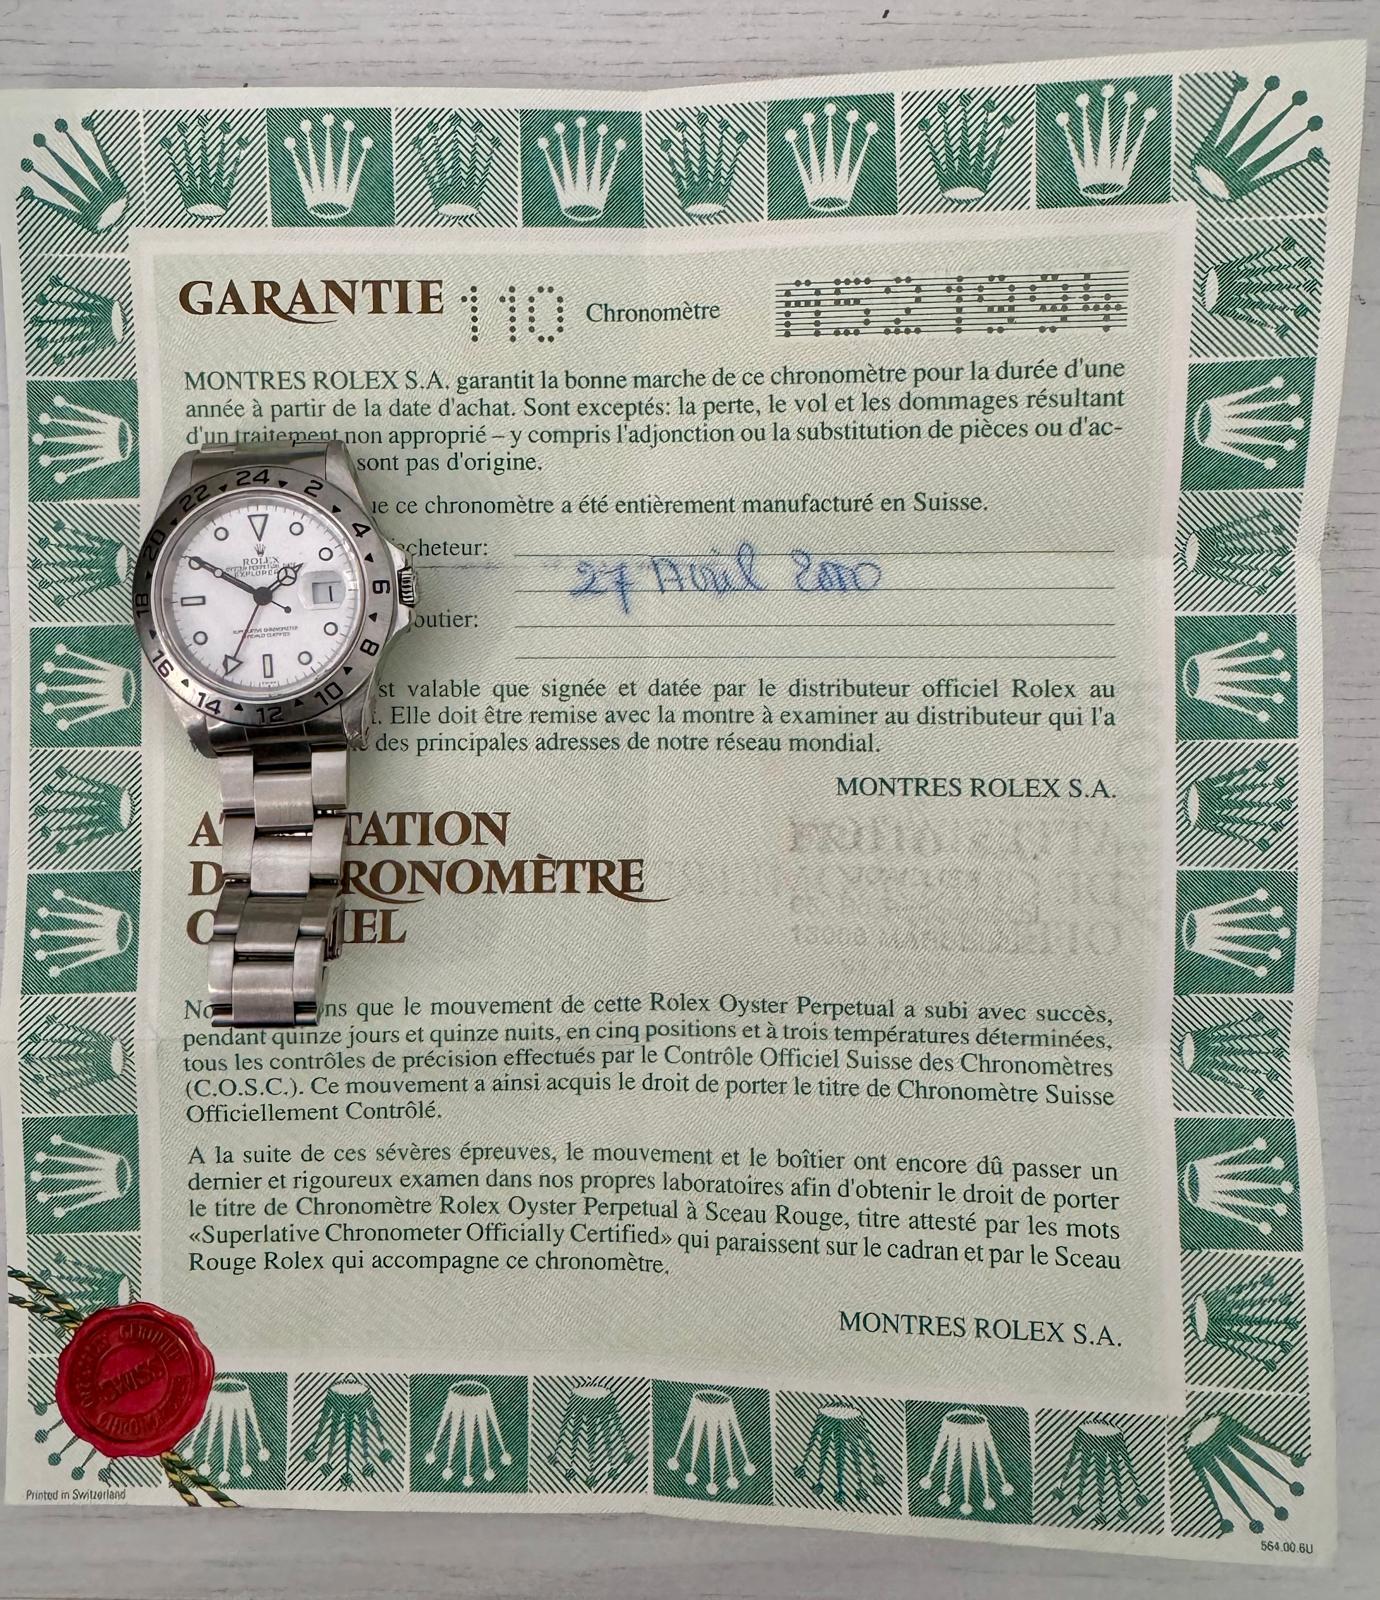 GARANTIE 110 Chronomètre A521994
MONTRES ROLEX S.A. garantit la bonne marche de ce chronomètre pour la durée d'une
année à partir de la date d'achat. Sont exceptés: la perte, le vol et les dommages résultant
d'un traitement non approprié – y compris l'adjonction ou la substitution de pièces ou d'ac-
sont pas d'origine.
ue ce chronomètre a été entièrement manufacturé en Suisse.
acheteur:
27 Avril 2000
joutier:
st valable que signée et datée par le distributeur officiel Rolex au
t. Elle doit être remise avec la montre à examiner au distributeur qui l'a
des principales adresses de notre réseau mondial.
MONTRES ROLEX S.A.
24 2 4 6 8 10 12 14 16 18 20 22
ROLEX
OYSTER PERPETUAL DATE
EXPLORER II
1
SUPERLATIVE CHRONOMETER
OFFICIALLY CERTIFIED
AT TATION
D RONOMÈTRE
O IEL
No ns que le mouvement de cette Rolex Oyster Perpetual a subi avec succès,
pendant quinze jours et quinze nuits, en cinq positions et à trois températures déterminées,
tous les contrôles de précision effectués par le Contrôle Officiel Suisse des Chronomètres
(C.O.S.C.). Ce mouvement a ainsi acquis le droit de porter le titre de Chronomètre Suisse
Officiellement Contrôlé.
A la suite de ces sévères épreuves, le mouvement et le boîtier ont encore dû passer un
dernier et rigoureux examen dans nos propres laboratoires afin d'obtenir le droit de porter
le titre de Chronomètre Rolex Oyster Perpetual à Sceau Rouge, titre attesté par les mots
«Superlative Chronometer Officially Certified» qui paraissent sur le cadran et par le Sceau
Rouge Rolex qui accompagne ce chronomètre.
MONTRES ROLEX S.A.
Printed in Switzerland
564.00.6U